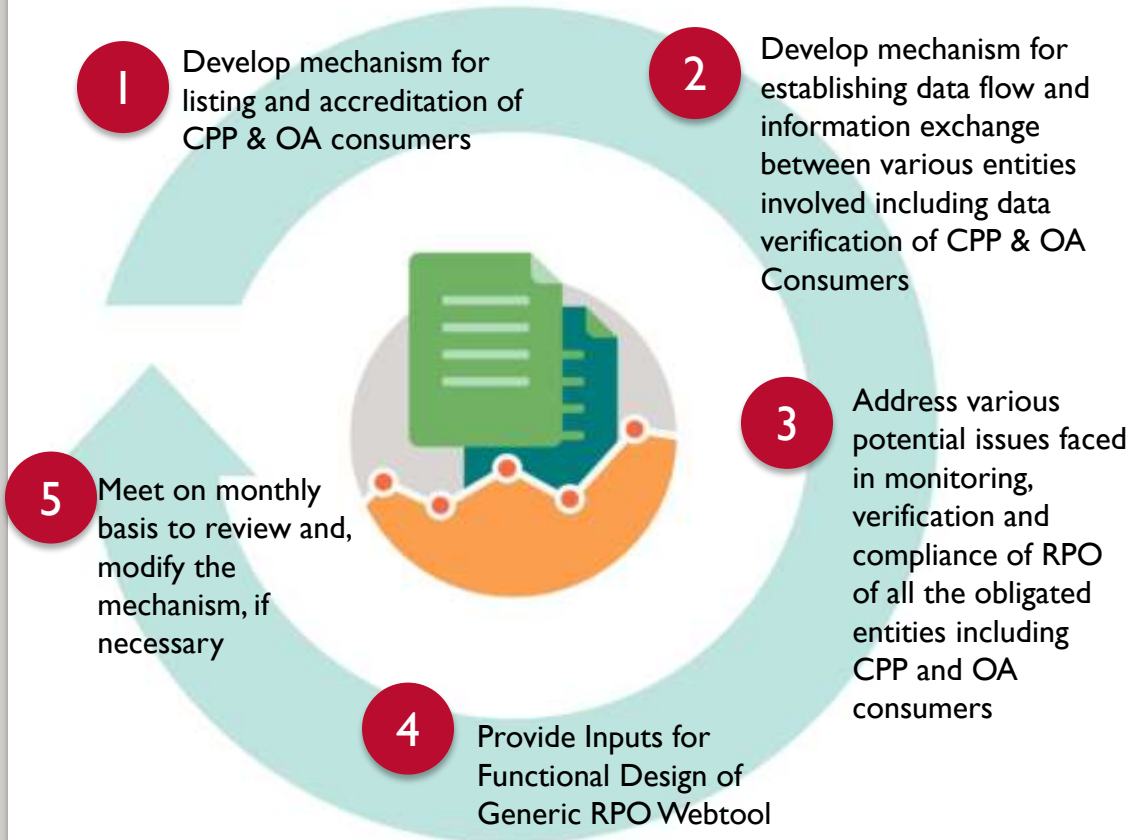 1
Develop mechanism for
listing and accreditation of
CPP & OA consumers
2
Develop mechanism for
establishing data flow and
information exchange
between various entities
involved including data
verification of CPP & OA
Consumers
3
Address various
potential issues faced
in monitoring,
verification and
compliance of RPO
of all the obligated
entities including
CPP and OA
consumers
4
Provide Inputs for
Functional Design of
Generic RPO Webtool
5
Meet on monthly
basis to review and,
modify the
mechanism, if
necessary